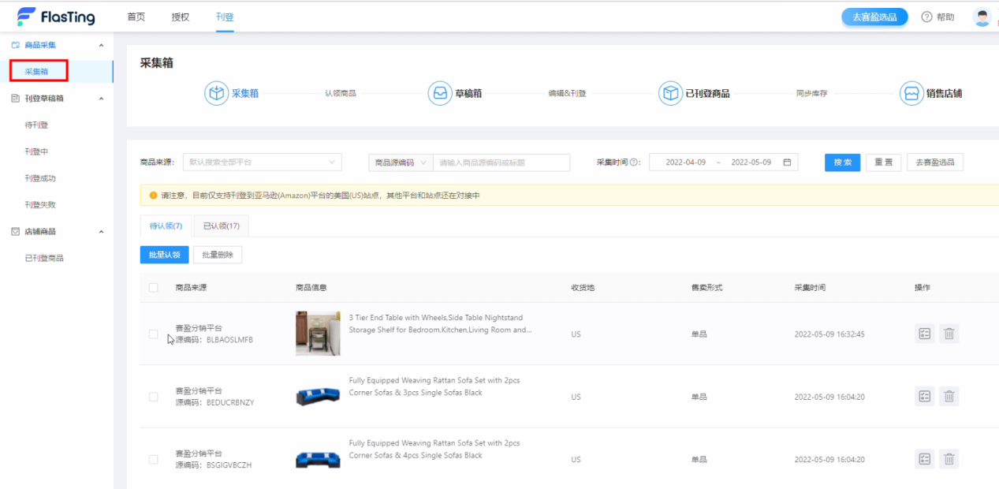 FlasTing
首页
授权
刊登
去赛盈选品
帮助
商品采集
采集箱
刊登草稿箱
待刊登
刊登中
刊登成功
刊登失败
店铺商品
已刊登商品
采集箱
采集箱
认领商品
草稿箱
编辑&刊登
已刊登商品
同步库存
销售店铺
商品来源:
默认搜索全部平台
商品源编码
请输入商品源编码或标题
采集时间 :
2022-04-09 ~ 2022-05-09
搜 索
重 置
去赛盈选品
请注意，目前仅支持刊登到亚马逊(Amazon)平台的美国(US)站点，其他平台和站点还在对接中
待认领(7)
已认领(17)
批量认领
批量删除
商品来源
商品信息
收货地
售卖形式
采集时间
操作
赛盈分销平台
源编码：BLBAOSLMFB
3 Tier End Table with Wheels,Side Table Nightstand
Storage Shelf for Bedroom,Kitchen,Living Room and...
US
单品
2022-05-09 16:32:45
赛盈分销平台
源编码：BEDUCRBNZY
Fully Equipped Weaving Rattan Sofa Set with 2pcs
Corner Sofas & 3pcs Single Sofas Black
US
单品
2022-05-09 16:04:20
赛盈分销平台
源编码：BSGIGVBCZH
Fully Equipped Weaving Rattan Sofa Set with 2pcs
Corner Sofas & 4pcs Single Sofas Black
US
单品
2022-05-09 16:04:20